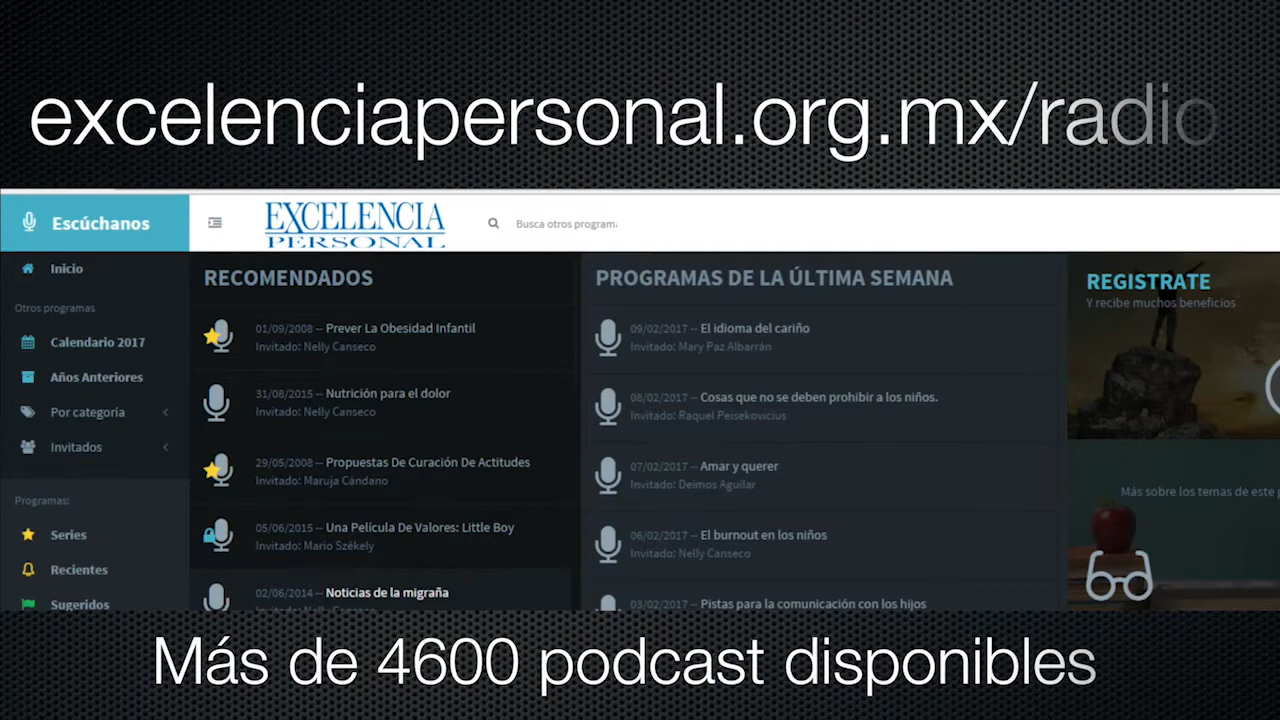 excelenciapersonal.org.mx/radio
Escúchanos
EXCELENCIA
PERSONAL
Busca otros program
Inicio
Otros programas
Calendario 2017
Años Anteriores
Por categoría
Invitados
Programas:
Series
Recientes
Sugeridos
RECOMENDADOS
01/09/2008 -- Prever La Obesidad Infantil
Invitado: Nelly Canseco
31/08/2015 -- Nutrición para el dolor
Invitado: Nelly Canseco
29/05/2008 -- Propuestas De Curación De Actitudes
Invitado: Maruja Cándano
05/06/2015 -- Una Película De Valores: Little Boy
Invitado: Mario Székely
02/06/2014 -- Noticias de la migraña
Invitado: Nelly Canseco
PROGRAMAS DE LA ÚLTIMA SEMANA
09/02/2017 -- El idioma del cariño
Invitado: Mary Paz Albarrán
08/02/2017 -- Cosas que no se deben prohibir a los niños.
Invitado: Raquel Peisekovicius
07/02/2017 -- Amar y querer
Invitado: Deimos Aguilar
06/02/2017 -- El burnout en los niños
Invitado: Nelly Canseco
03/02/2017 -- Pistas para la comunicación con los hijos
REGISTRATE
Y recibe muchos beneficios
Más sobre los temas de este
Más de 4600 podcast disponibles